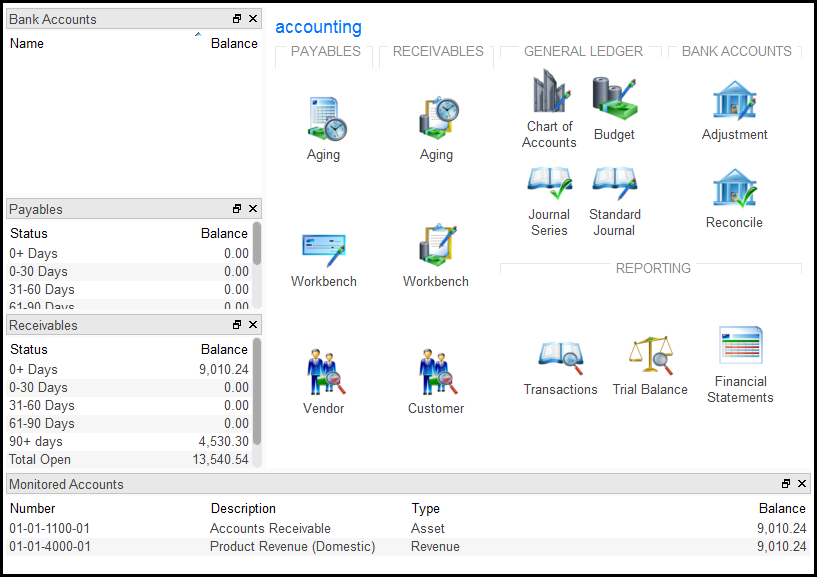 Bank Accounts
Name Balance
Payables
Status Balance
0+ Days 0.00
0-30 Days 0.00
31-60 Days 0.00
61-90 Days 0.00
Receivables
Status Balance
0+ Days 9,010.24
0-30 Days 0.00
31-60 Days 0.00
61-90 Days 0.00
90+ days 4,530.30
Total Open 13,540.54
accounting
PAYABLES RECEIVABLES GENERAL LEDGER BANK ACCOUNTS
Aging
Aging
Chart of
Accounts
Budget
Adjustment
Journal
Series
Standard
Journal
Reconcile
Workbench
Workbench
REPORTING
Vendor
Customer
Transactions
Trial Balance
Financial
Statements
Monitored Accounts
Number Description Type Balance
01-01-1100-01 Accounts Receivable Asset 9,010.24
01-01-4000-01 Product Revenue (Domestic) Revenue 9,010.24